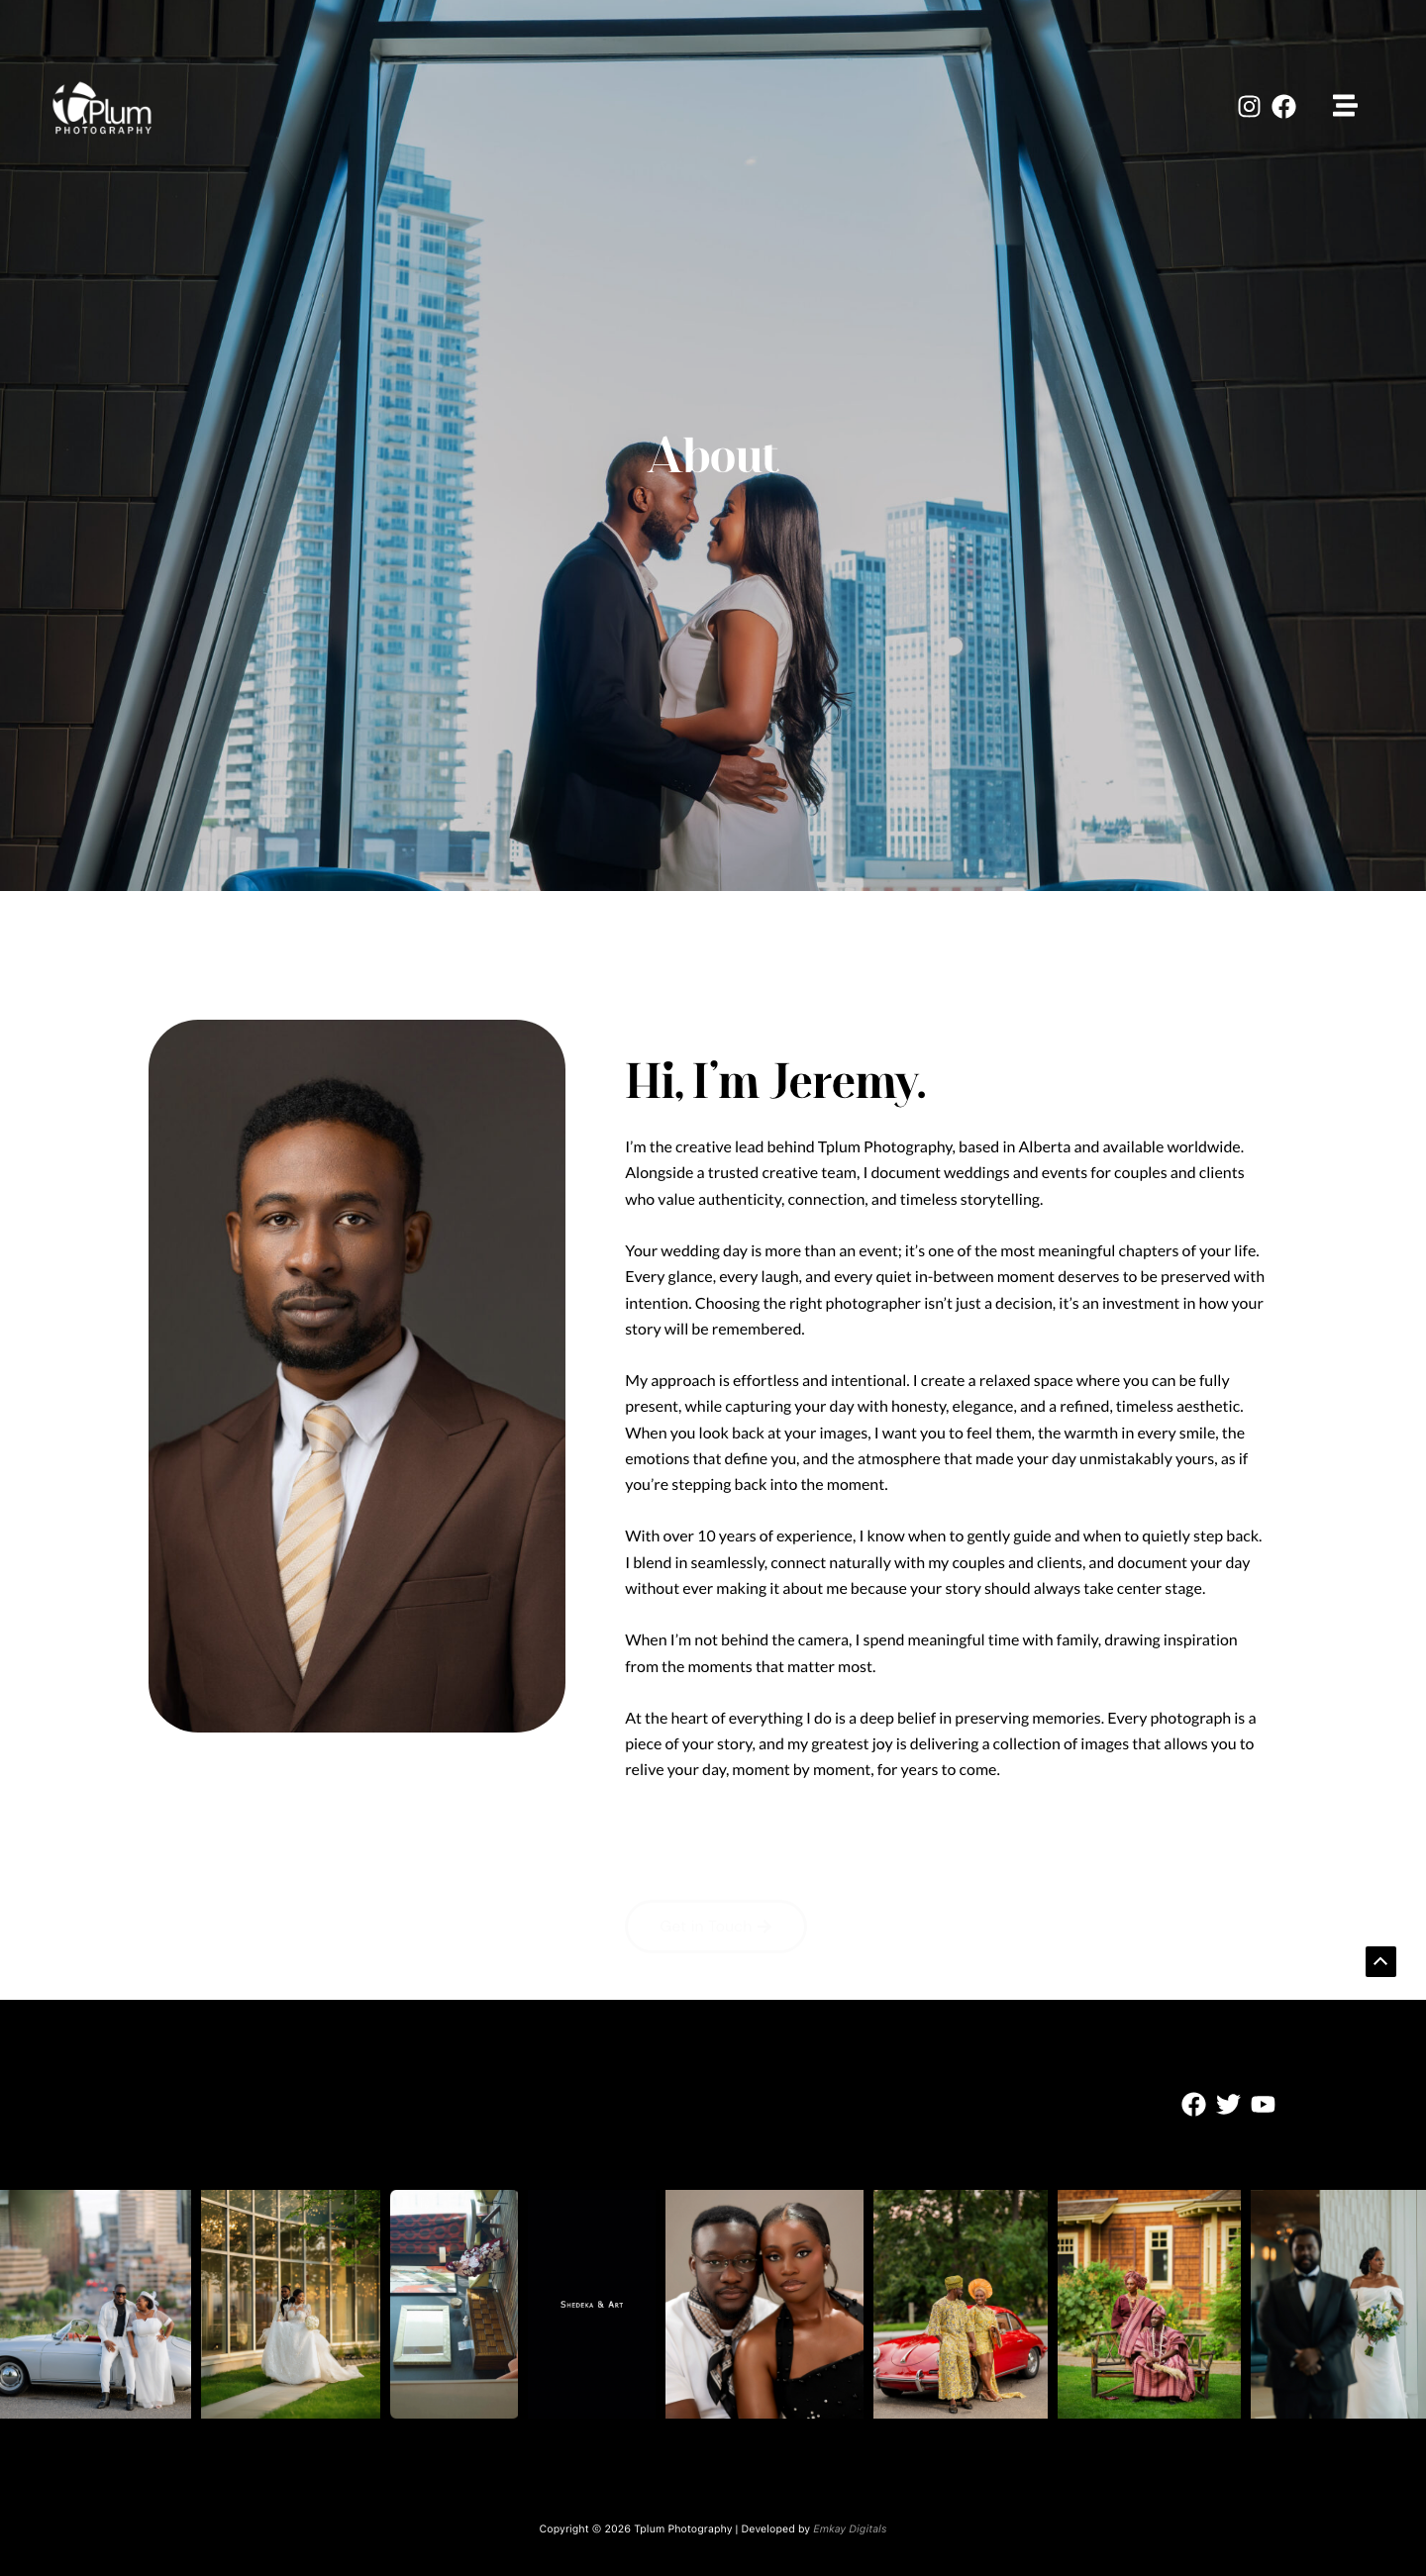 Plum
PHOTOGRAPHY
About
Hi, I’m Jeremy.
I’m the creative lead behind Tplum Photography, based in Alberta and available worldwide.
Alongside a trusted creative team, I document weddings and events for couples and clients
who value authenticity, connection, and timeless storytelling.
Your wedding day is more than an event; it’s one of the most meaningful chapters of your life.
Every glance, every laugh, and every quiet in-between moment deserves to be preserved with
intention. Choosing the right photographer isn’t just a decision, it’s an investment in how your
story will be remembered.
My approach is effortless and intentional. I create a relaxed space where you can be fully
present, while capturing your day with honesty, elegance, and a refined, timeless aesthetic.
When you look back at your images, I want you to feel them, the warmth in every smile, the
emotions that define you, and the atmosphere that made your day unmistakably yours, as if
you’re stepping back into the moment.
With over 10 years of experience, I know when to gently guide and when to quietly step back.
I blend in seamlessly, connect naturally with my couples and clients, and document your day
without ever making it about me because your story should always take center stage.
When I’m not behind the camera, I spend meaningful time with family, drawing inspiration
from the moments that matter most.
At the heart of everything I do is a deep belief in preserving memories. Every photograph is a
piece of your story, and my greatest joy is delivering a collection of images that allows you to
relive your day, moment by moment, for years to come.
Shedeka & Art
Copyright © 2026 Tplum Photography | Developed by Emkay Digitals